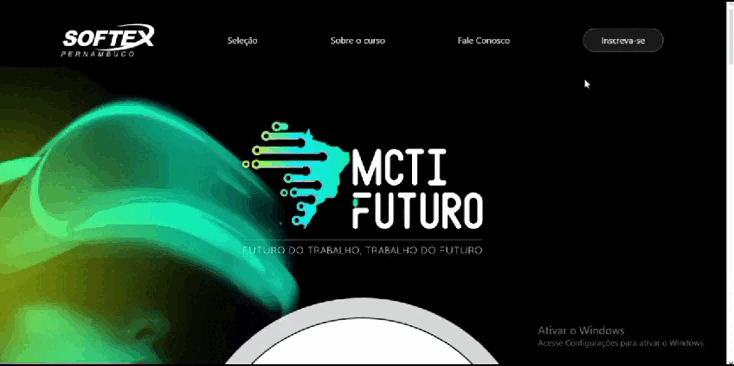 SOFTEX
PERNAMBUCO
Seleção
Sobre o curso
Fale Conosco
Inscreva-se
MCTI
FUTURO
FUTURO DO TRABALHO, TRABALHO DO FUTURO
Ativar o Windows
Acesse Configurações para ativar o Windows.